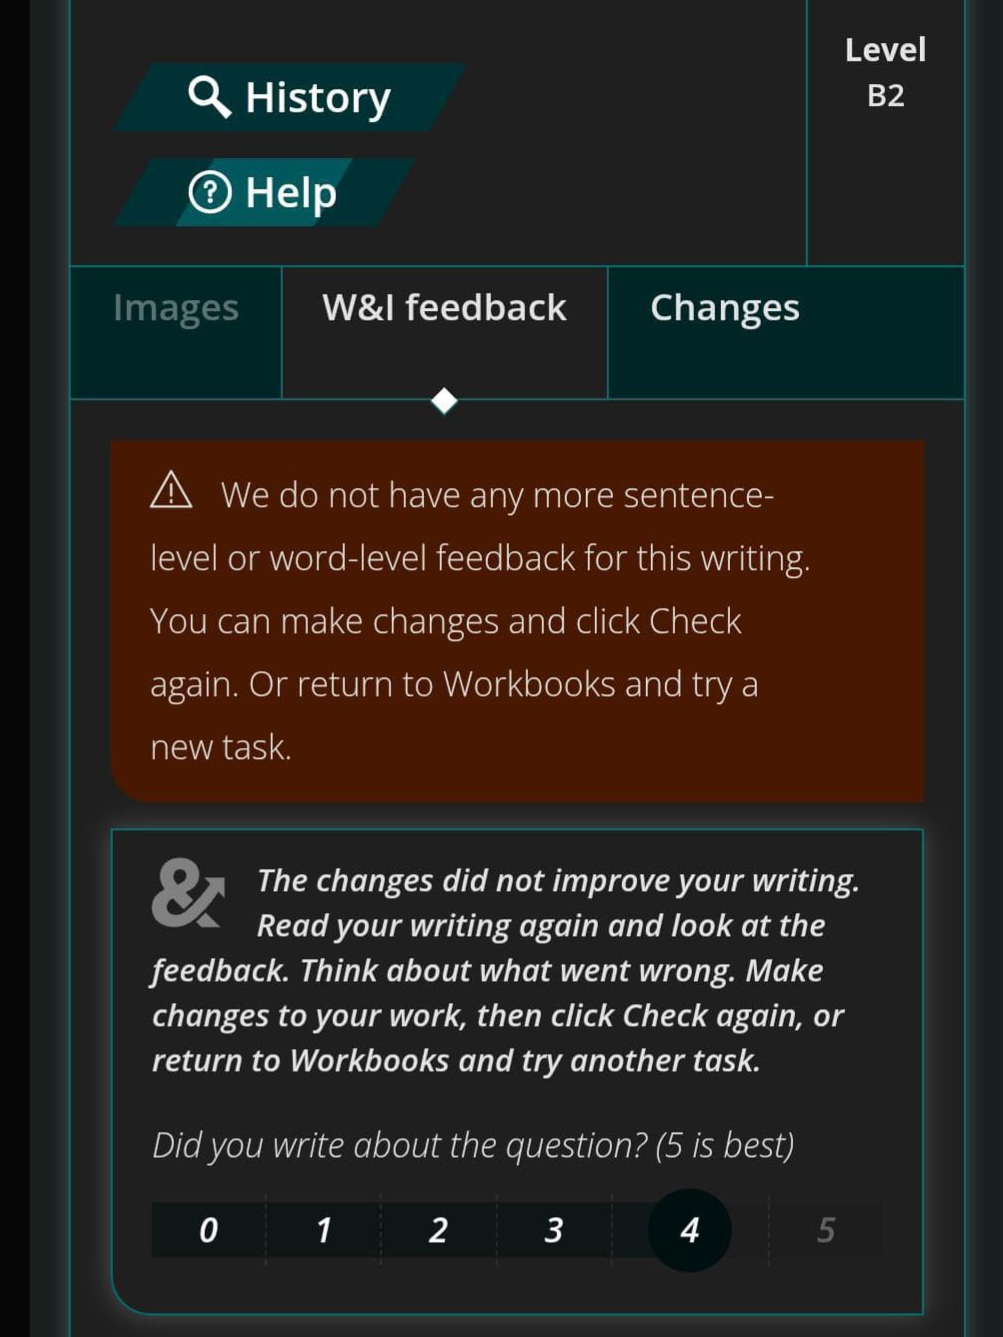 Level
B2
History
Help
Images
W&I feedback
Changes
We do not have any more sentence-
level or word-level feedback for this writing.
You can make changes and click Check
again. Or return to Workbooks and try a
new task.
& The changes did not improve your writing.
Read your writing again and look at the
feedback. Think about what went wrong. Make
changes to your work, then click Check again, or
return to Workbooks and try another task.
Did you write about the question? (5 is best)
0 1 2 3 4 5